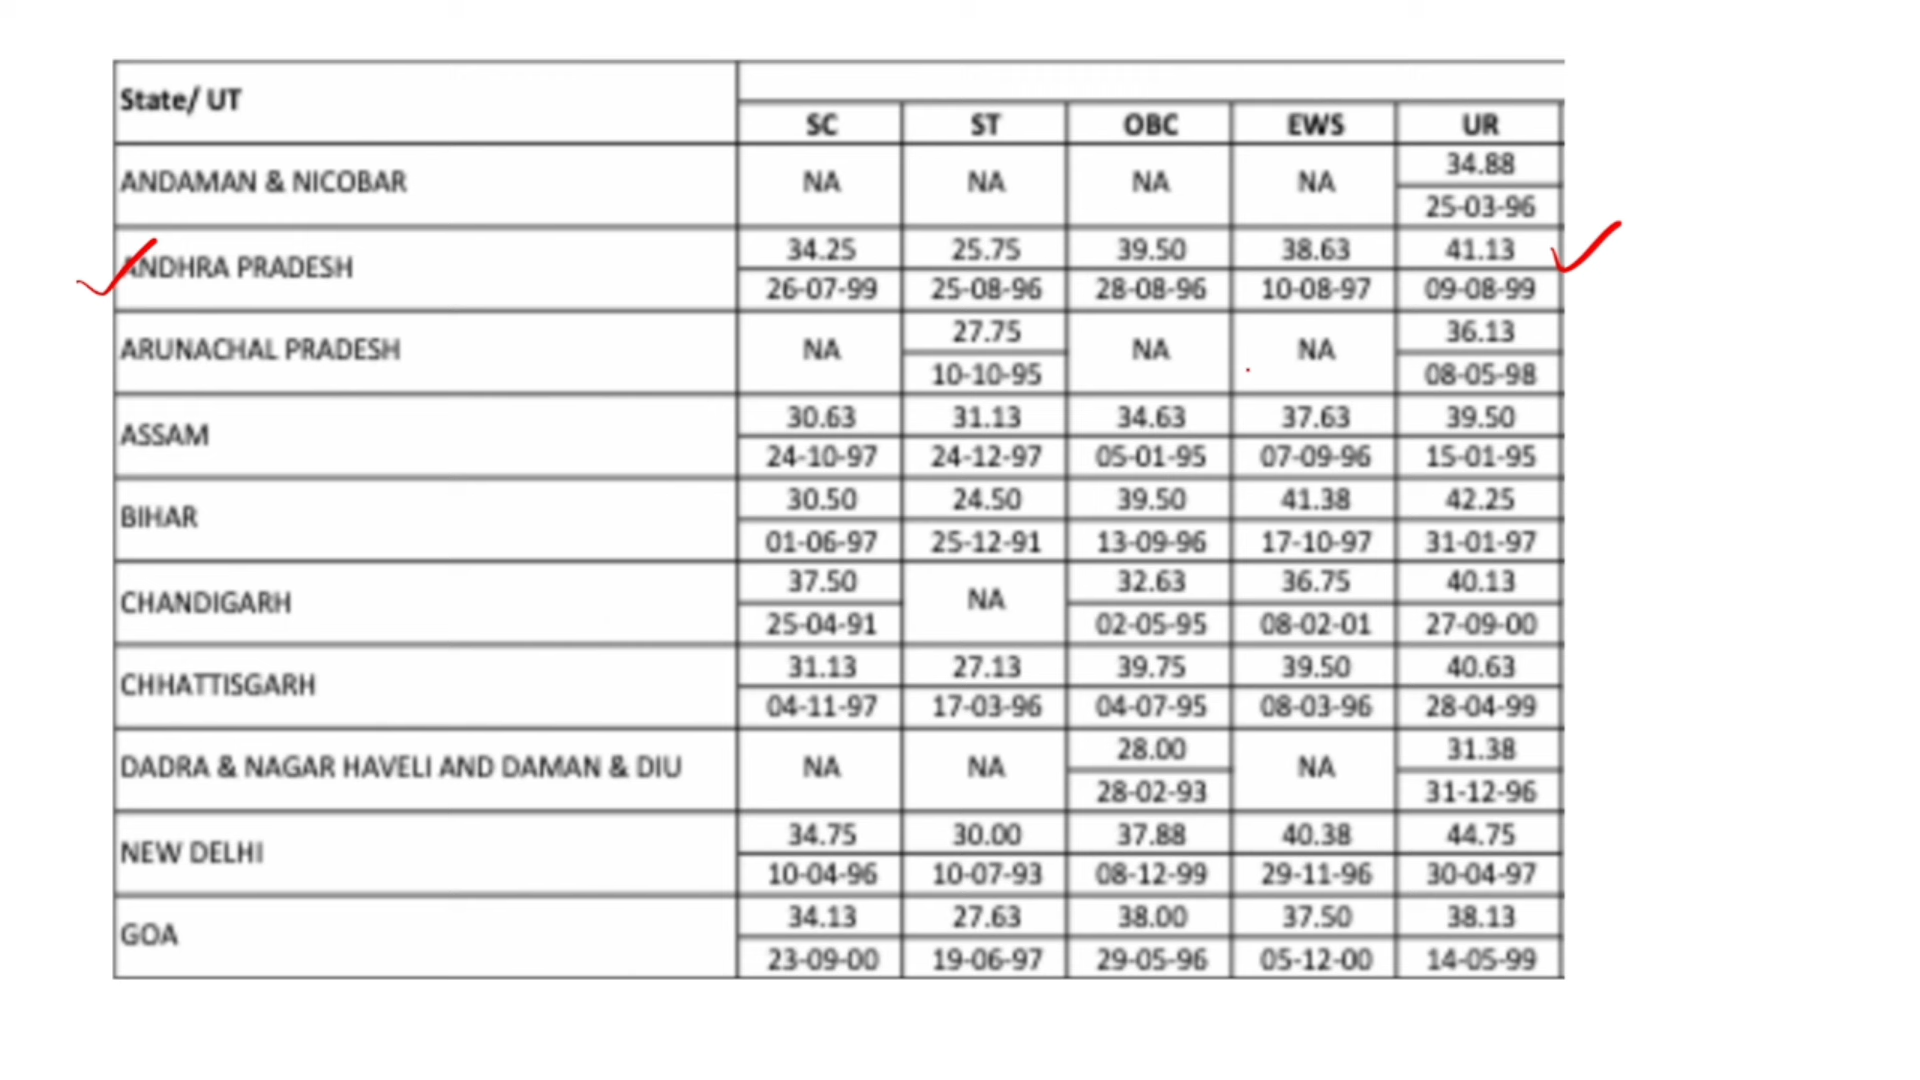 State/ UT
SC ST OBC EWS UR
ANDAMAN & NICOBAR NA NA NA NA 34.88
25-03-96
ANDHRA PRADESH 34.25 25.75 39.50 38.63 41.13
26-07-99 25-08-96 28-08-96 10-08-97 09-08-99
ARUNACHAL PRADESH NA 27.75 NA NA 36.13
10-10-95 08-05-98
ASSAM 30.63 31.13 34.63 37.63 39.50
24-10-97 24-12-97 05-01-95 07-09-96 15-01-95
BIHAR 30.50 24.50 39.50 41.38 42.25
01-06-97 25-12-91 13-09-96 17-10-97 31-01-97
CHANDIGARH 37.50 NA 32.63 36.75 40.13
25-04-91 02-05-95 08-02-01 27-09-00
CHHATTISGARH 31.13 27.13 39.75 39.50 40.63
04-11-97 17-03-96 04-07-95 08-03-96 28-04-99
DADRA & NAGAR HAVELI AND DAMAN & DIU NA NA 28.00 NA 31.38
28-02-93 31-12-96
NEW DELHI 34.75 30.00 37.88 40.38 44.75
10-04-96 10-07-93 08-12-99 29-11-96 30-04-97
GOA 34.13 27.63 38.00 37.50 38.13
23-09-00 19-06-97 29-05-96 05-12-00 14-05-99